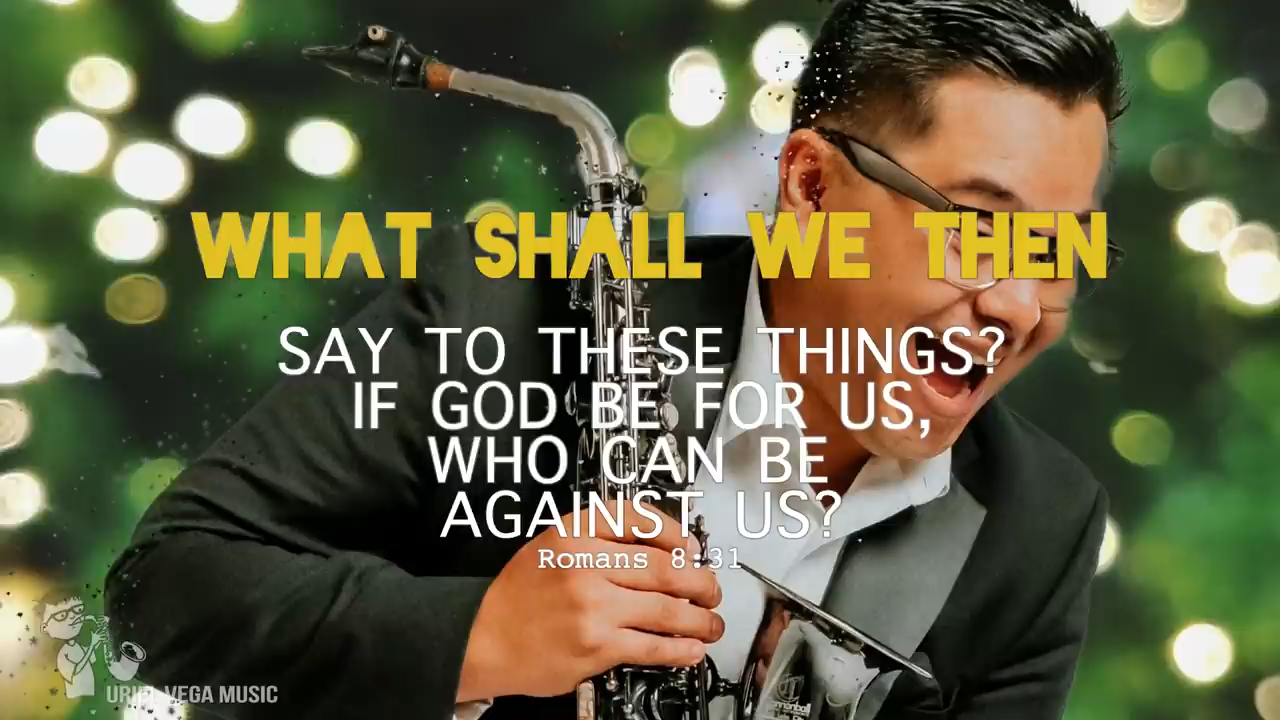 WHAT SHALL WE THEN
SAY TO THESE THINGS?
IF GOD BE FOR US,
WHO CAN BE
AGAINST US?
Romans 8:31
URIEL VEGA MUSIC